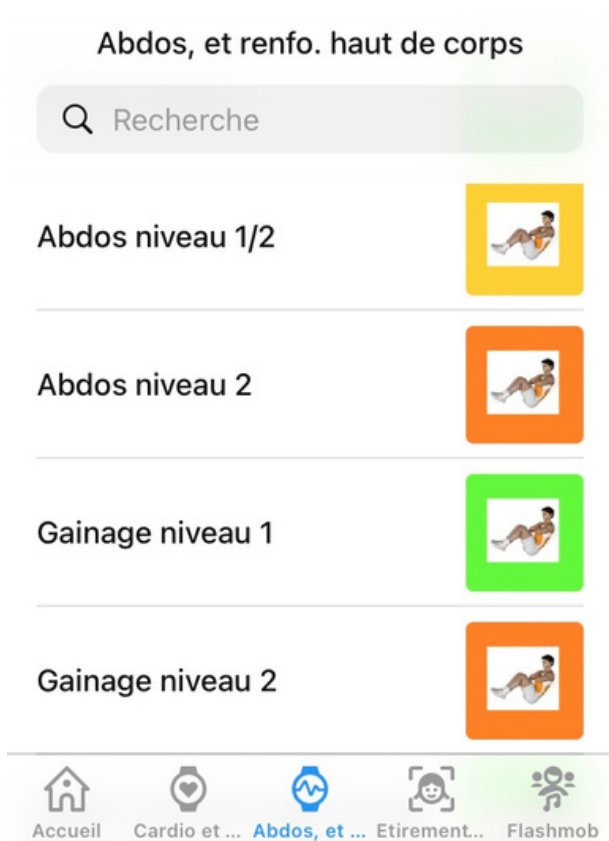 Abdos, et renfo. haut de corps
Recherche
Abdos niveau 1/2
Abdos niveau 2
Gainage niveau 1
Gainage niveau 2
Accueil Cardio et ... Abdos, et ... Etirement... Flashmob